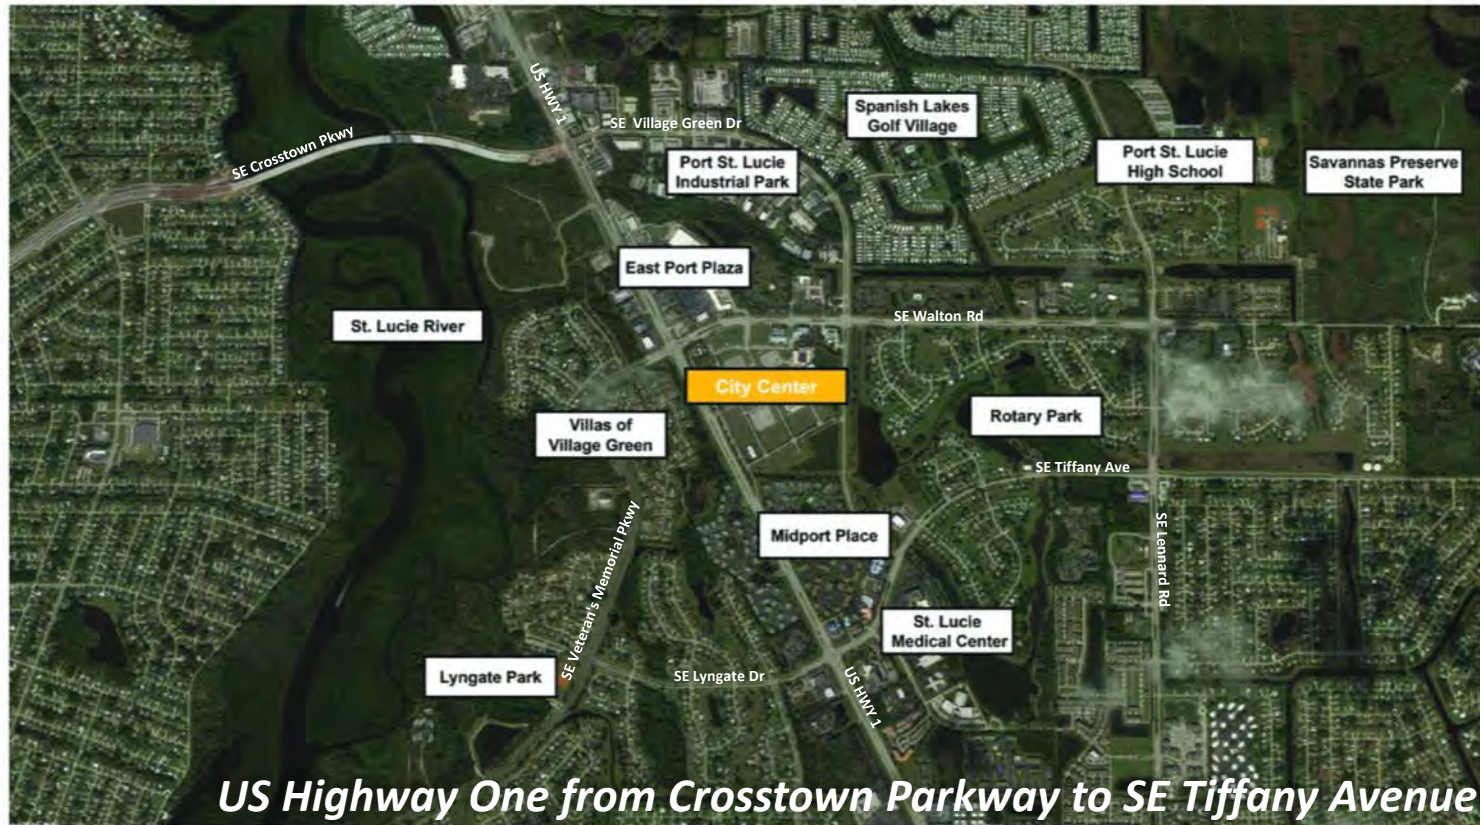 US HWY 1
SE Village Green Dr
SE Crosstown Pkwy
Spanish Lakes
Golf Village
Port St. Lucie
High School
Savannas Preserve
State Park
Port St. Lucie
Industrial Park
East Port Plaza
St. Lucie River
SE Walton Rd
City Center
Villas of
Village Green
Rotary Park
SE Tiffany Ave
Midport Place
SE Veteran's Memorial Pkwy
SE Lennard Rd
St. Lucie
Medical Center
Lyngate Park
SE Lyngate Dr
US HWY 1
US Highway One from Crosstown Parkway to SE Tiffany Avenue